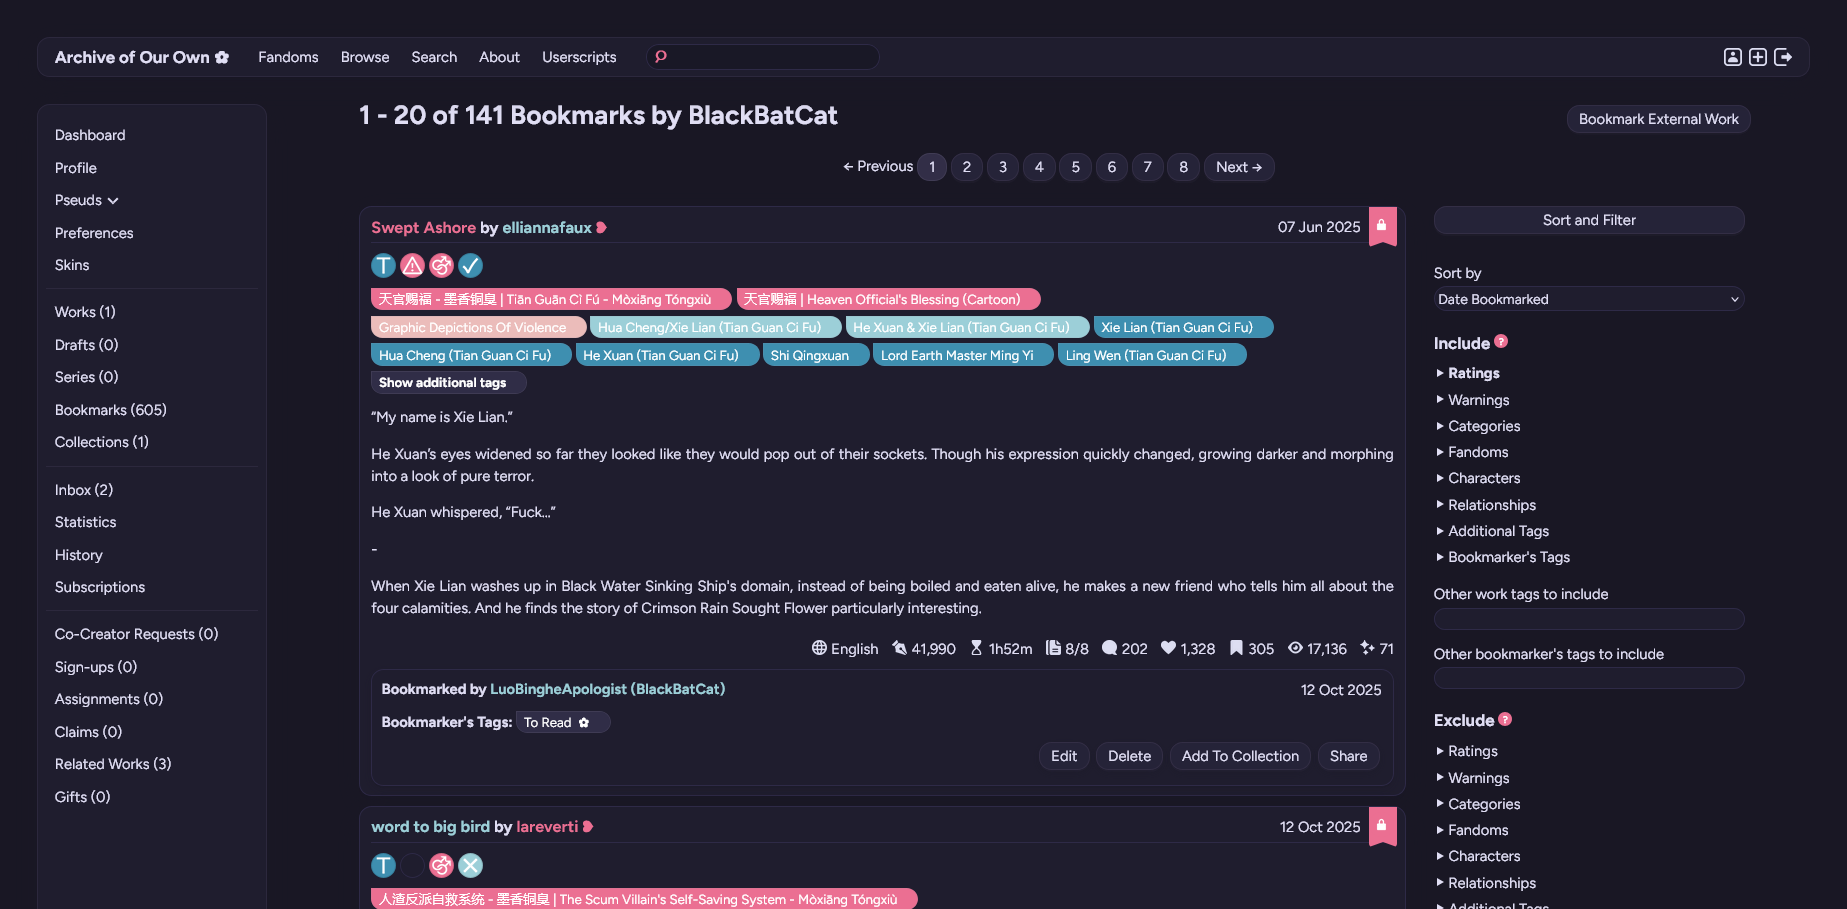 Archive of Our Own
Fandoms
Browse
Search
About
Userscripts
Dashboard
Profile
Pseuds
Preferences
Skins
Works (1)
Drafts (0)
Series (0)
Bookmarks (605)
Collections (1)
Inbox (2)
Statistics
History
Subscriptions
Co-Creator Requests (0)
Sign-ups (0)
Assignments (0)
Claims (0)
Related Works (3)
Gifts (0)
1 - 20 of 141 Bookmarks by BlackBatCat
Bookmark External Work
← Previous 1 2 3 4 5 6 7 8 Next →
Swept Ashore by elliannafaux
07 Jun 2025
T
天官赐福 - 墨香铜臭 | Tiān Guān Cì Fú - Mòxiāng Tóngxiù 天官赐福 | Heaven Official's Blessing (Cartoon)
Graphic Depictions Of Violence Hua Cheng/Xie Lian (Tian Guan Ci Fu) He Xuan & Xie Lian (Tian Guan Ci Fu) Xie Lian (Tian Guan Ci Fu)
Hua Cheng (Tian Guan Ci Fu) He Xuan (Tian Guan Ci Fu) Shi Qingxuan Lord Earth Master Ming Yi Ling Wen (Tian Guan Ci Fu)
Show additional tags
“My name is Xie Lian.”
He Xuan’s eyes widened so far they looked like they would pop out of their sockets. Though his expression quickly changed, growing darker and morphing
into a look of pure terror.
He Xuan whispered, “Fuck...”
-
When Xie Lian washes up in Black Water Sinking Ship's domain, instead of being boiled and eaten alive, he makes a new friend who tells him all about the
four calamities. And he finds the story of Crimson Rain Sought Flower particularly interesting.
English 41,990 1h52m 8/8 202 1,328 305 17,136 71
Bookmarked by LuoBingheApologist (BlackBatCat)
12 Oct 2025
Bookmarker's Tags: To Read
Edit Delete Add To Collection Share
word to big bird by lareverti
12 Oct 2025
T
人渣反派自救系统 - 墨香铜臭 | The Scum Villain's Self-Saving System - Mòxiāng Tóngxiù
Sort and Filter
Sort by
Date Bookmarked
Include ?
Ratings
Warnings
Categories
Fandoms
Characters
Relationships
Additional Tags
Bookmarker's Tags
Other work tags to include
Other bookmarker's tags to include
Exclude ?
Ratings
Warnings
Categories
Fandoms
Characters
Relationships
Additional Tags